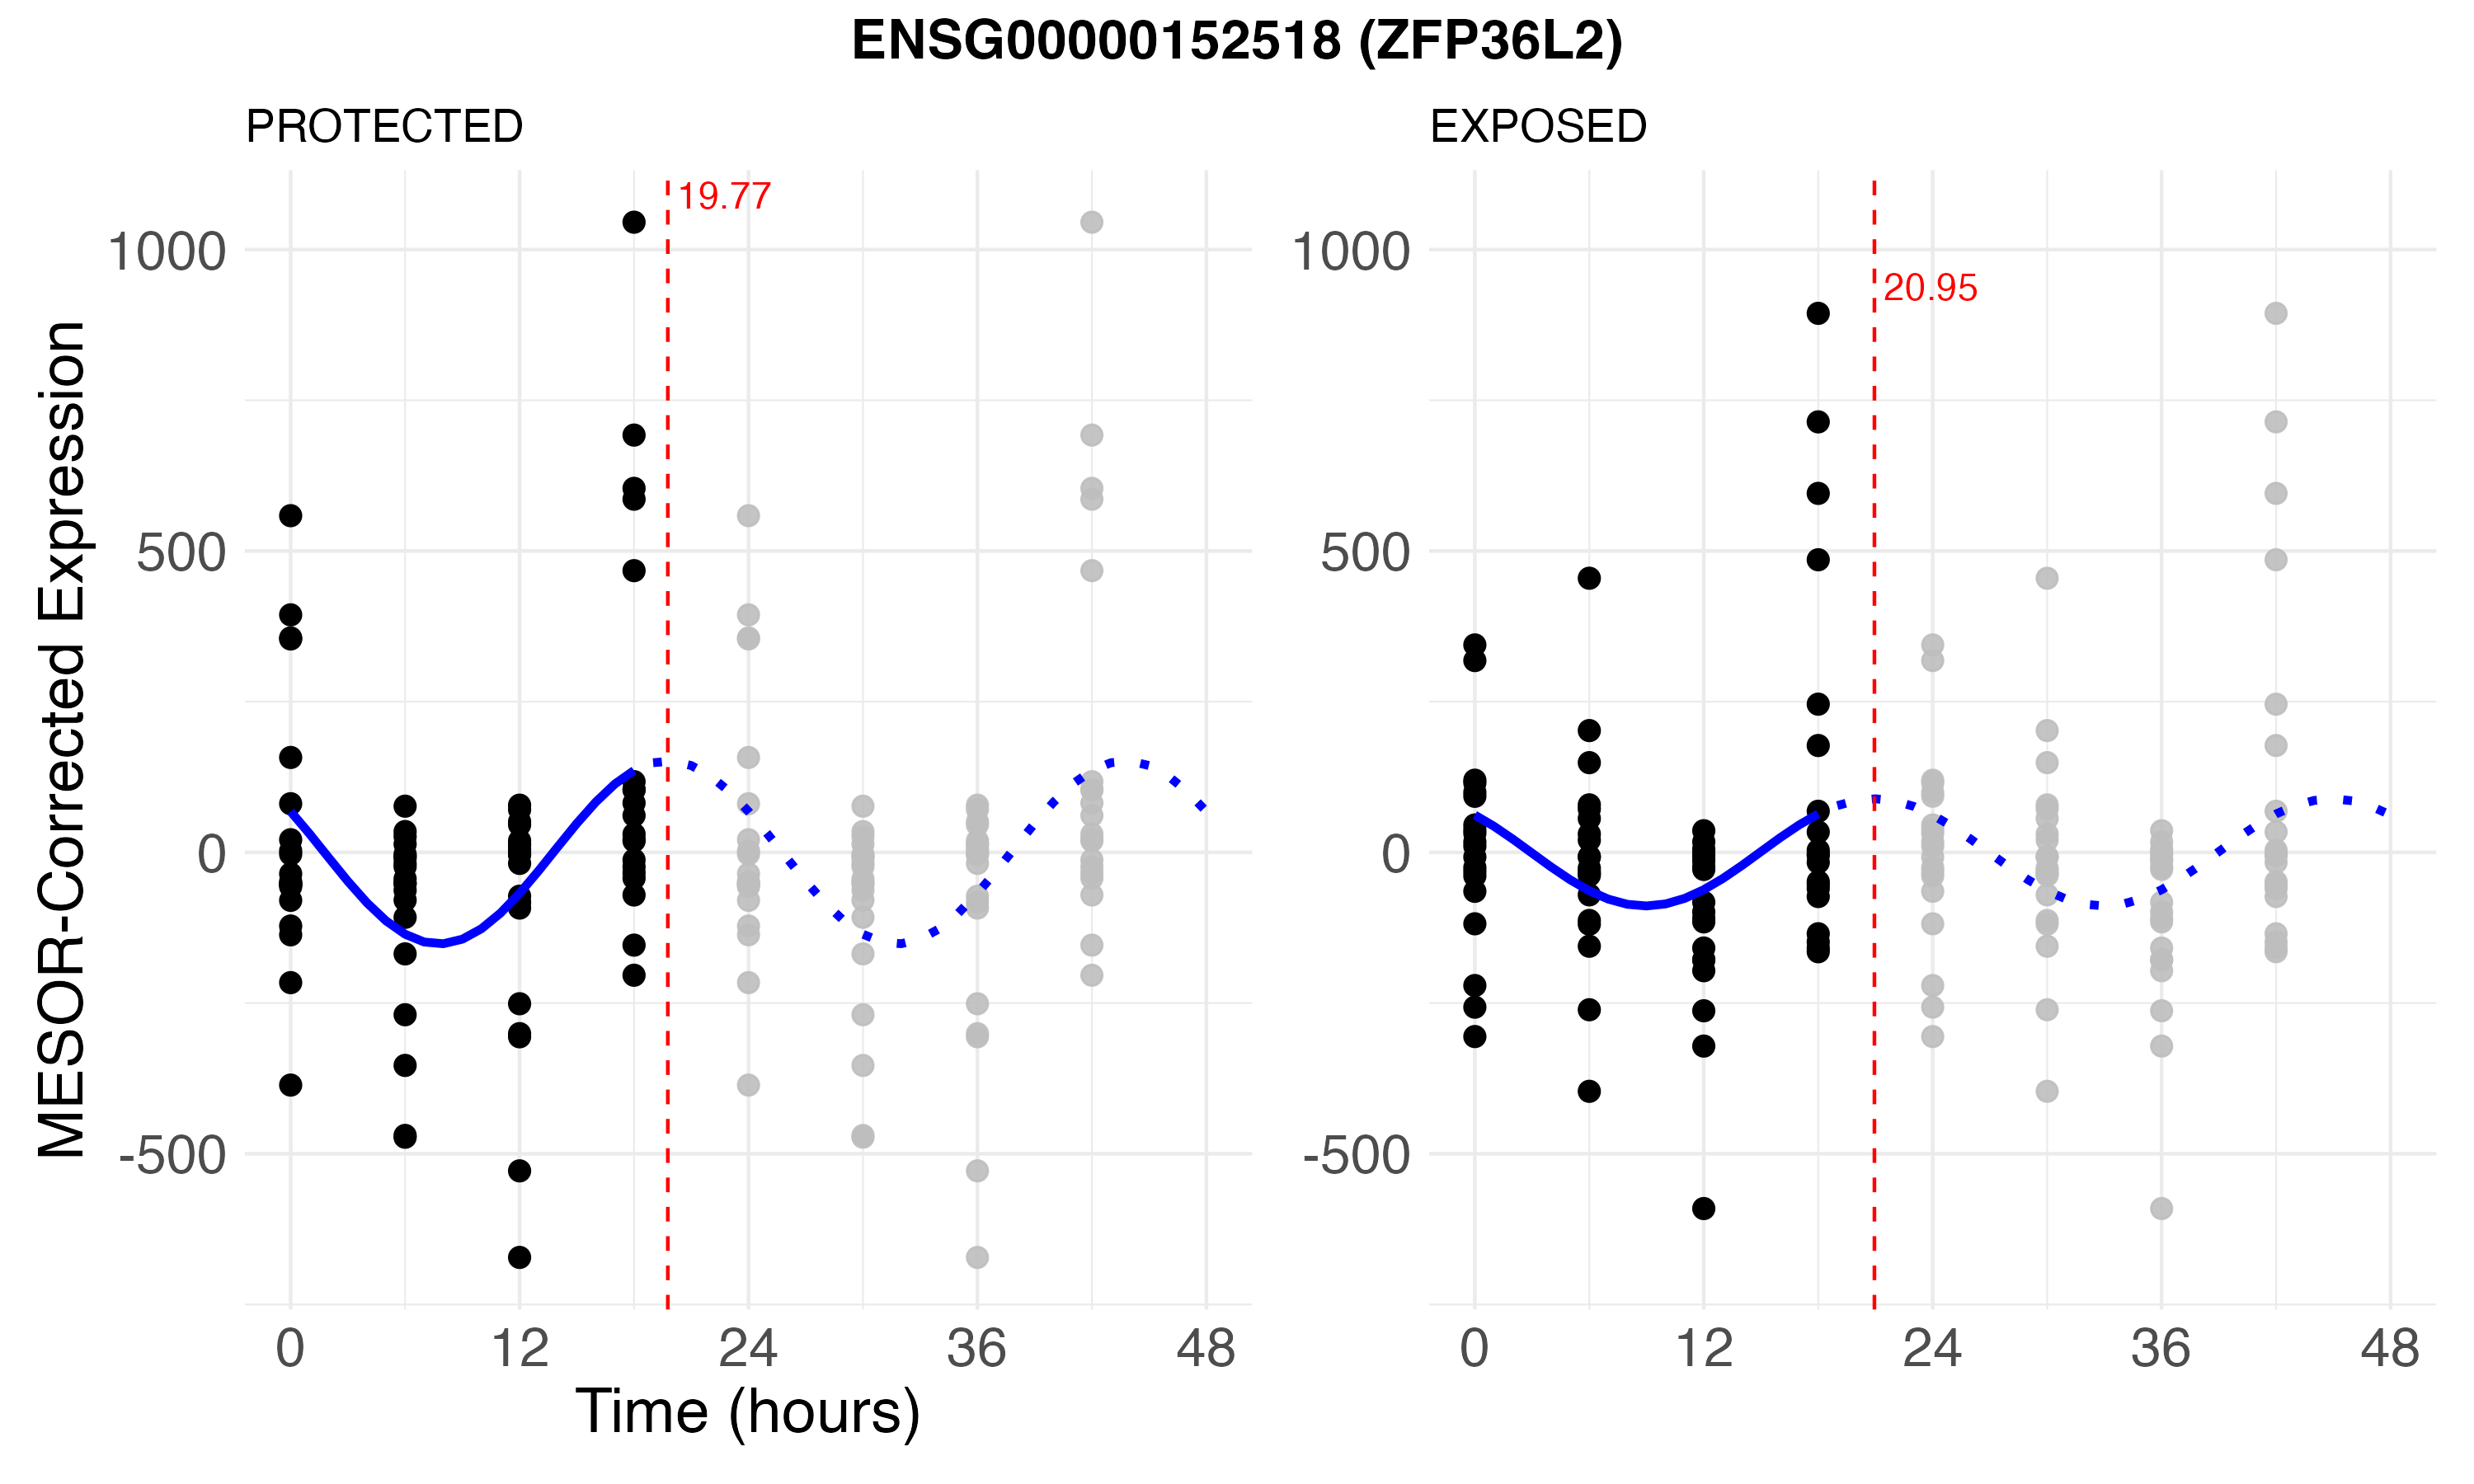 ENSG00000152518 (ZFP36L2)
PROTECTED
EXPOSED
MESOR-Corrected Expression
1000
500
0
-500
19.77
0 12 24 36 48
1000
500
0
-500
20.95
0 12 24 36 48
Time (hours)